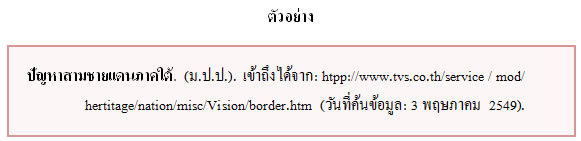 ตัวอย่าง
ปัญหาสามชายแดนภาคใต้. (ม.ป.ป.). เข้าถึงได้จาก: htpp://www.tvs.co.th/service / mod/
hertitage/nation/misc/Vision/border.htm (วันที่ค้นข้อมูล: 3 พฤษภาคม 2549).